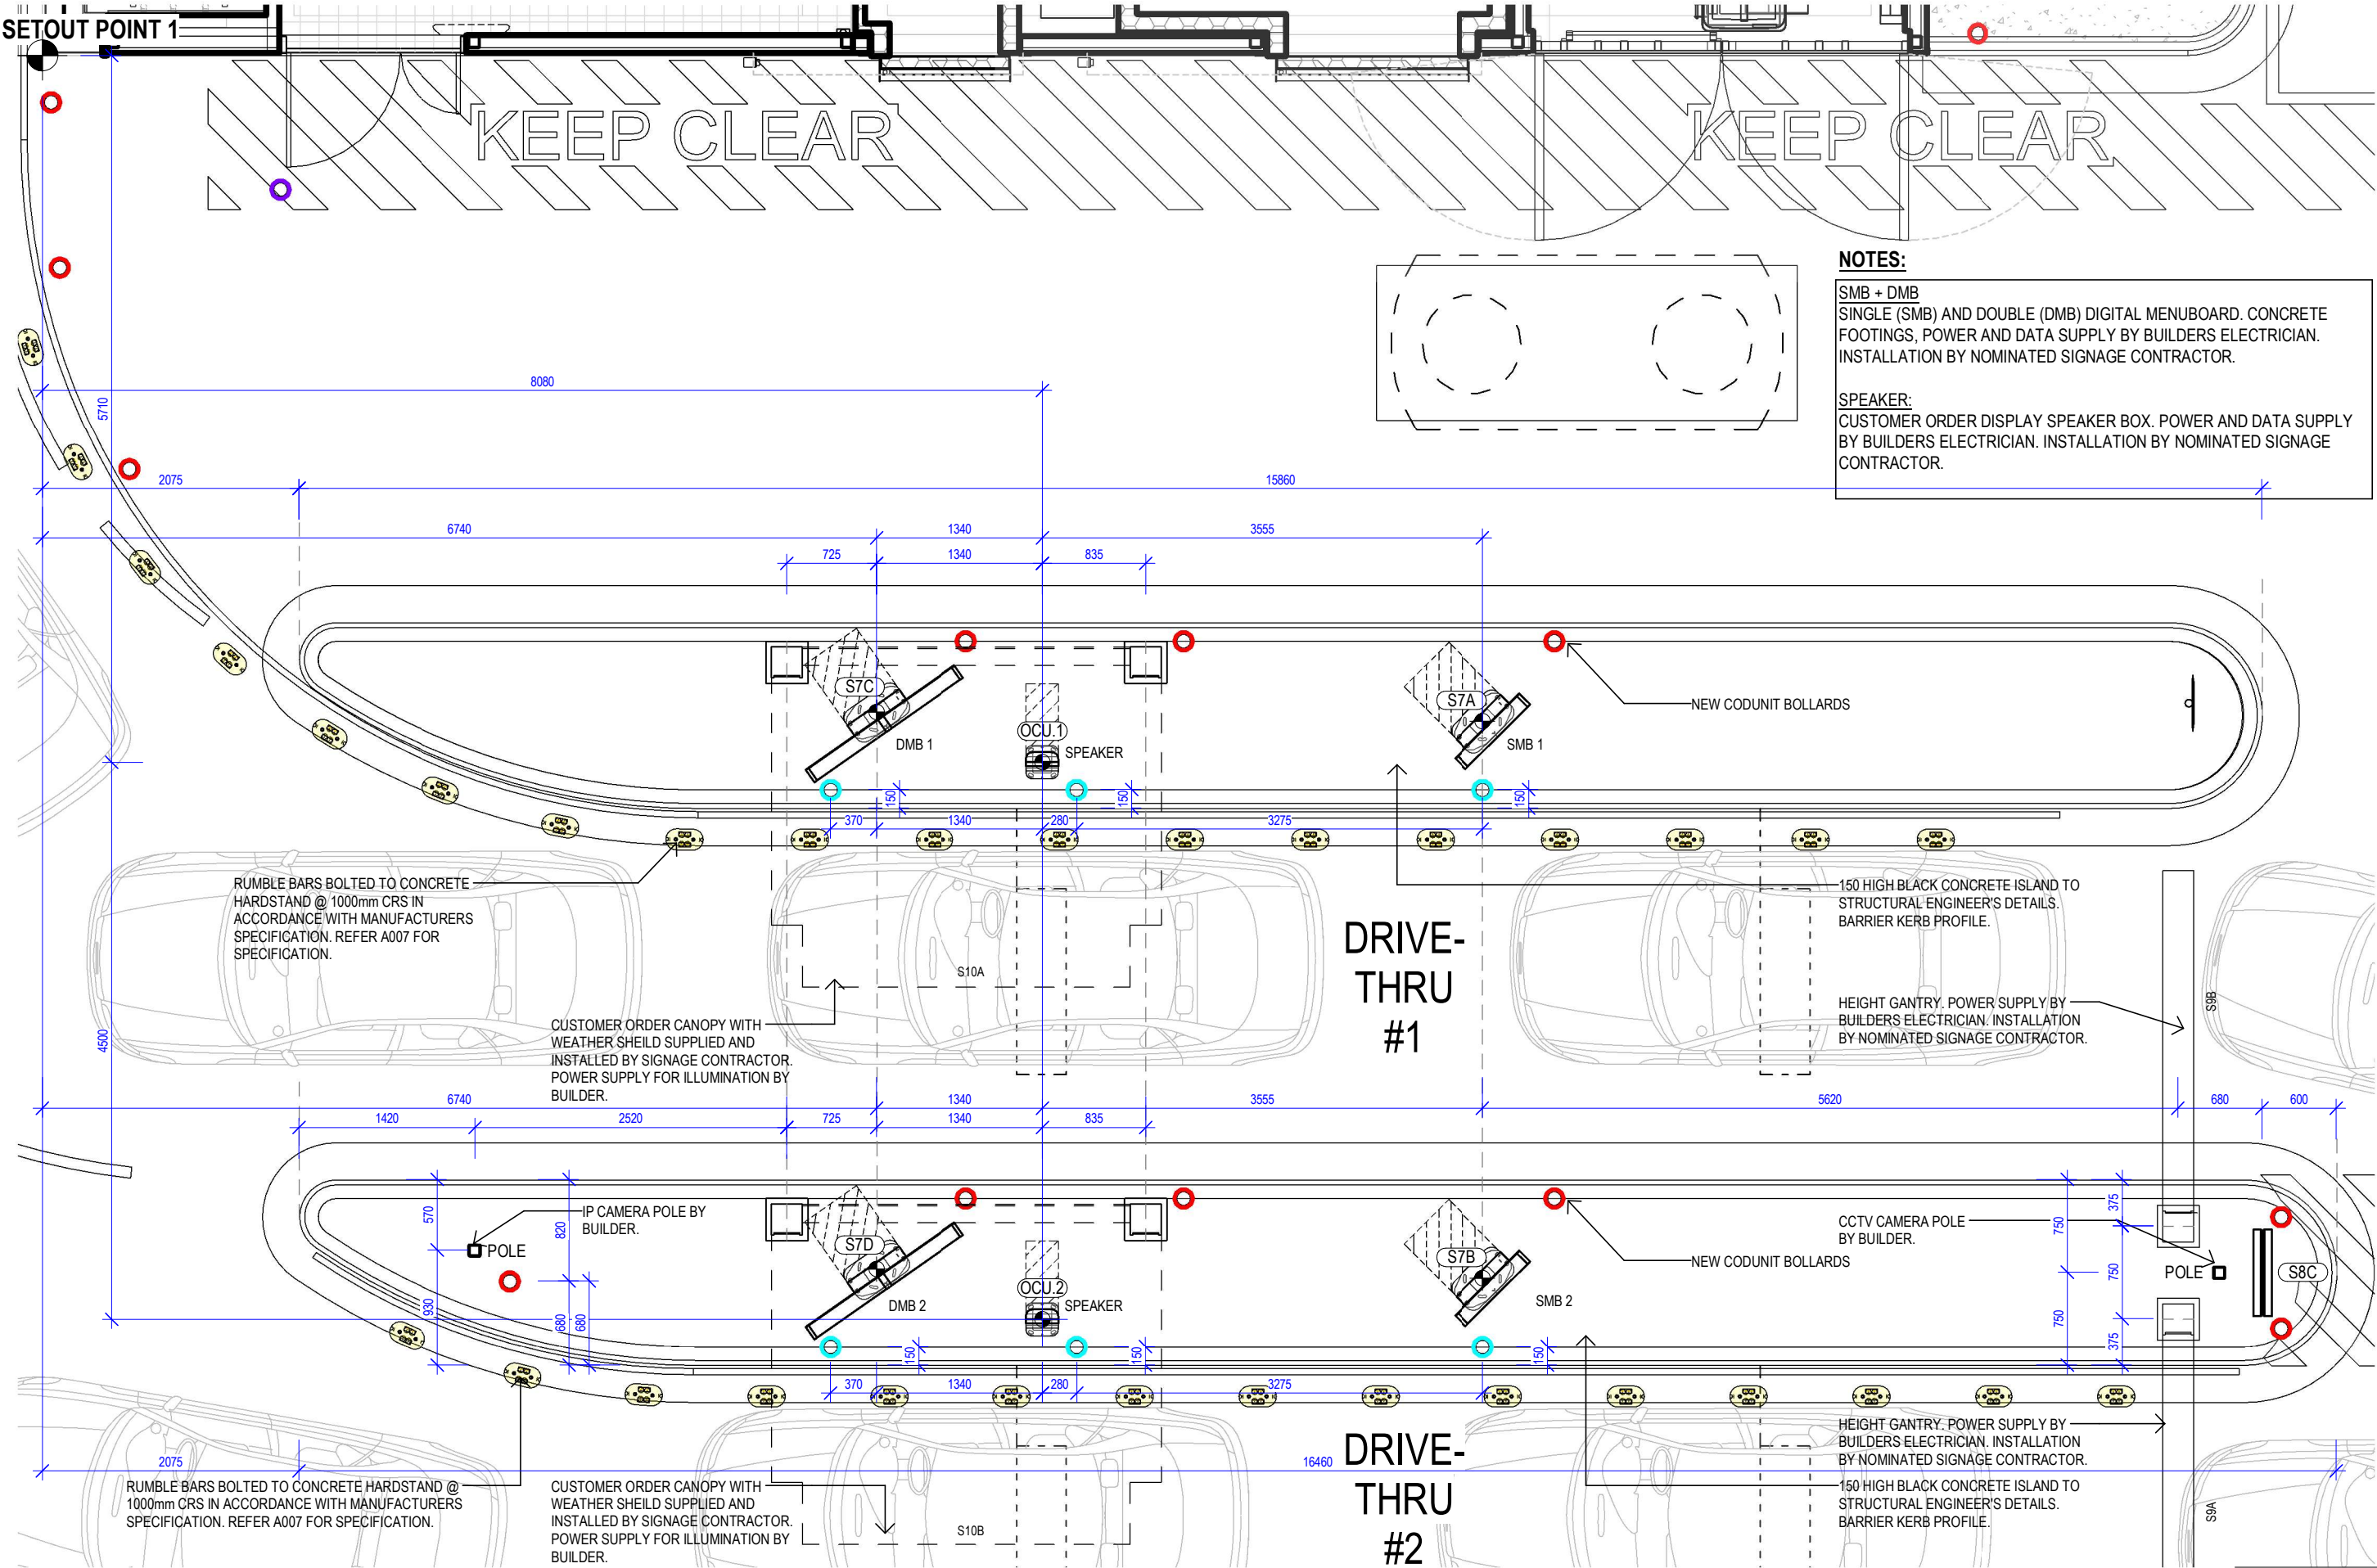 SETOUT POINT 1
KEEP CLEAR
KEEP CLEAR
NOTES:
SMB + DMB
SINGLE (SMB) AND DOUBLE (DMB) DIGITAL MENUBOARD. CONCRETE
FOOTINGS, POWER AND DATA SUPPLY BY BUILDERS ELECTRICIAN.
INSTALLATION BY NOMINATED SIGNAGE CONTRACTOR.
SPEAKER:
CUSTOMER ORDER DISPLAY SPEAKER BOX. POWER AND DATA SUPPLY
BY BUILDERS ELECTRICIAN. INSTALLATION BY NOMINATED SIGNAGE
CONTRACTOR.
8080
5710
2075
15860
6740
1340
3555
725
1340
835
S7C
S7A
NEW CODUNIT BOLLARDS
OCU.1
DMB 1
SPEAKER
SMB 1
150
150
150
370
1340
280
3275
RUMBLE BARS BOLTED TO CONCRETE
HARDSTAND @ 1000mm CRS IN
ACCORDANCE WITH MANUFACTURERS
SPECIFICATION. REFER A007 FOR
SPECIFICATION.
150 HIGH BLACK CONCRETE ISLAND TO
STRUCTURAL ENGINEER'S DETAILS.
BARRIER KERB PROFILE.
DRIVE-
THRU
#1
S10A
HEIGHT GANTRY. POWER SUPPLY BY
BUILDERS ELECTRICIAN. INSTALLATION
BY NOMINATED SIGNAGE CONTRACTOR.
S9B
4500
CUSTOMER ORDER CANOPY WITH
WEATHER SHEILD SUPPLIED AND
INSTALLED BY SIGNAGE CONTRACTOR.
POWER SUPPLY FOR ILLUMINATION BY
BUILDER.
6740
1340
3555
5620
680
600
1420
2520
725
1340
835
570
820
IP CAMERA POLE BY
BUILDER.
POLE
S7D
S7B
NEW CODUNIT BOLLARDS
CCTV CAMERA POLE
BY BUILDER.
750
375
POLE
S8C
750
OCU.2
DMB 2
SPEAKER
SMB 2
930
680
680
750
375
150
150
150
370
1340
280
3275
HEIGHT GANTRY. POWER SUPPLY BY
BUILDERS ELECTRICIAN. INSTALLATION
BY NOMINATED SIGNAGE CONTRACTOR.
DRIVE-
THRU
#2
2075
16460
RUMBLE BARS BOLTED TO CONCRETE HARDSTAND @
1000mm CRS IN ACCORDANCE WITH MANUFACTURERS
SPECIFICATION. REFER A007 FOR SPECIFICATION.
CUSTOMER ORDER CANOPY WITH
WEATHER SHEILD SUPPLIED AND
INSTALLED BY SIGNAGE CONTRACTOR.
POWER SUPPLY FOR ILLUMINATION BY
BUILDER.
S10B
150 HIGH BLACK CONCRETE ISLAND TO
STRUCTURAL ENGINEER'S DETAILS.
BARRIER KERB PROFILE.
S9A